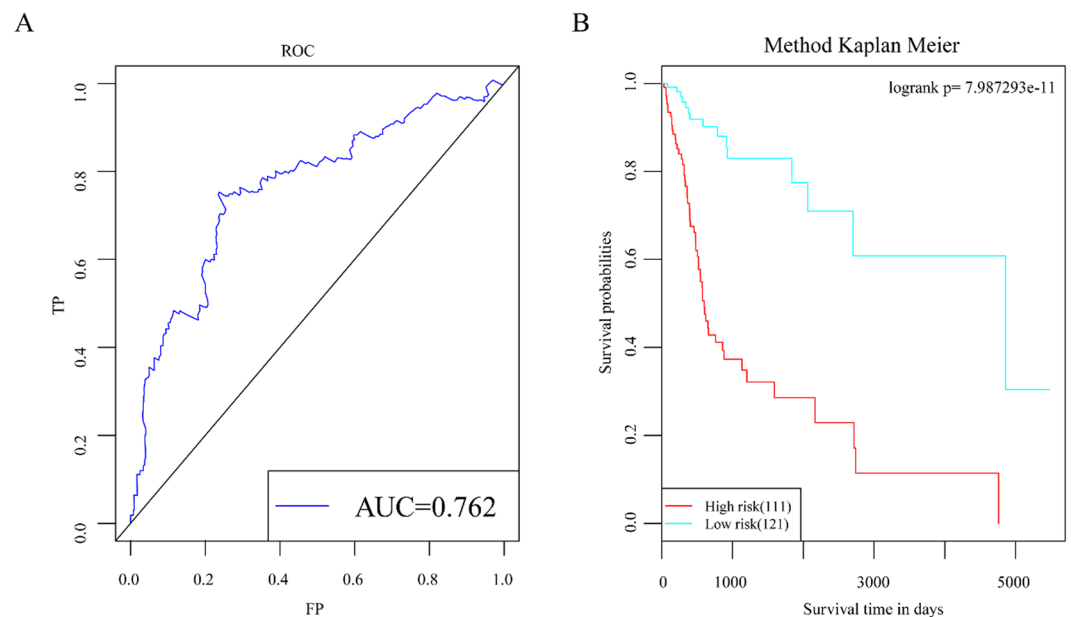 A
ROC
TP
1.0
0.8
0.6
0.4
0.2
0.0
AUC=0.762
0.0 0.2 0.4 0.6 0.8 1.0
FP
B
Method Kaplan Meier
logrank p= 7.987293e-11
Survival probabilities
1.0
0.8
0.6
0.4
0.2
0.0
High risk(111)
Low risk(121)
0 1000 3000 5000
Survival time in days